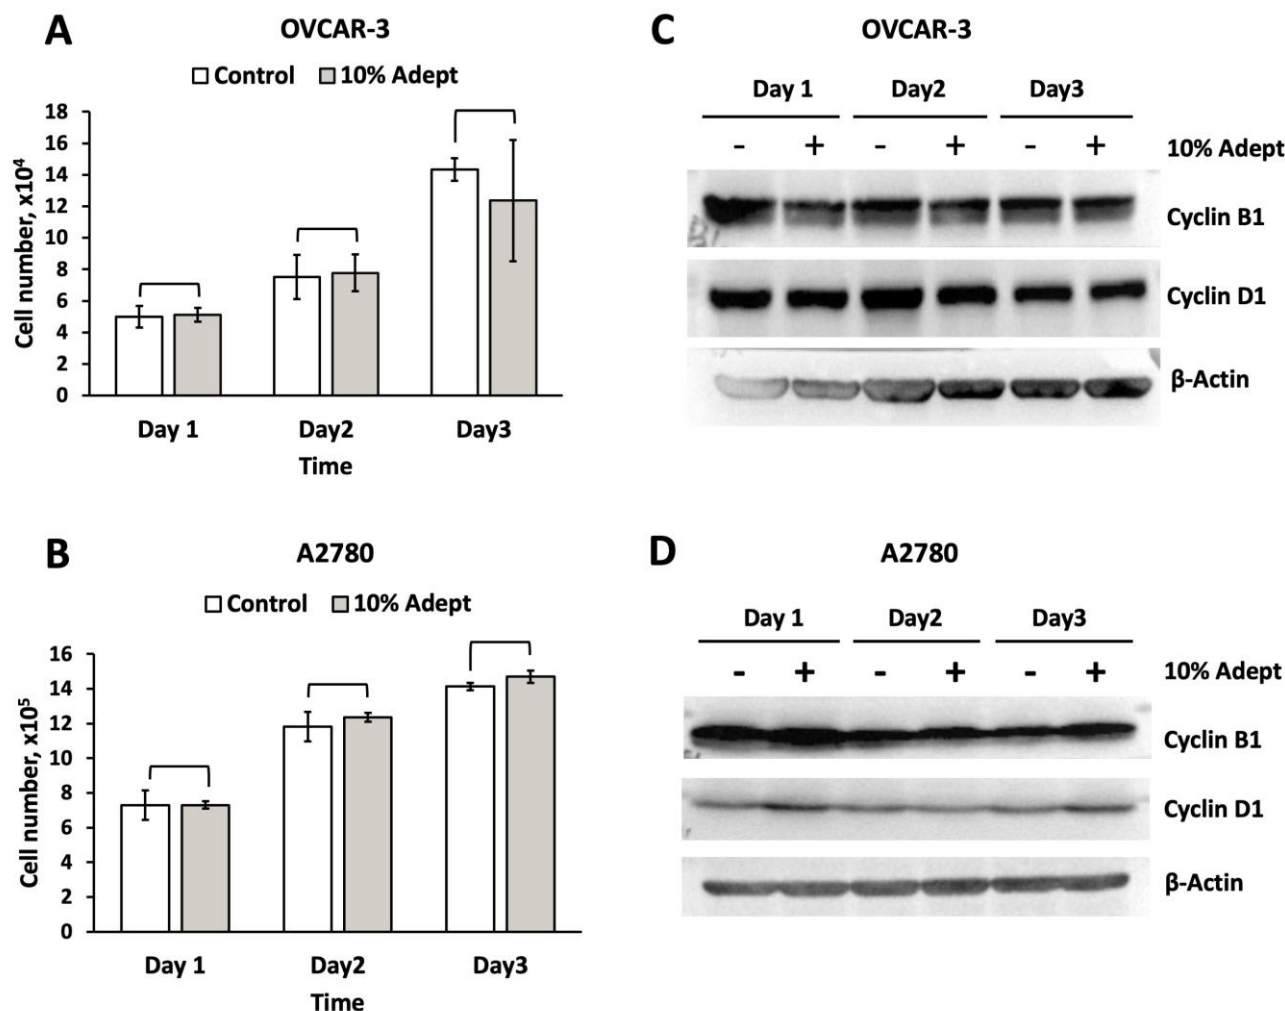 A
OVCAR-3
Control 10% Adept
18
16
14
12
10
8
6
4
2
0
Cell number, x10⁴
Day 1 Day2 Day3
Time
B
A2780
Control 10% Adept
16
14
12
10
8
6
4
2
0
Cell number, x10⁵
Day 1 Day2 Day3
Time
C
OVCAR-3
Day 1 Day2 Day3
- + - + - + 10% Adept
Cyclin B1
Cyclin D1
β-Actin
D
A2780
Day 1 Day2 Day3
- + - + - + 10% Adept
Cyclin B1
Cyclin D1
β-Actin